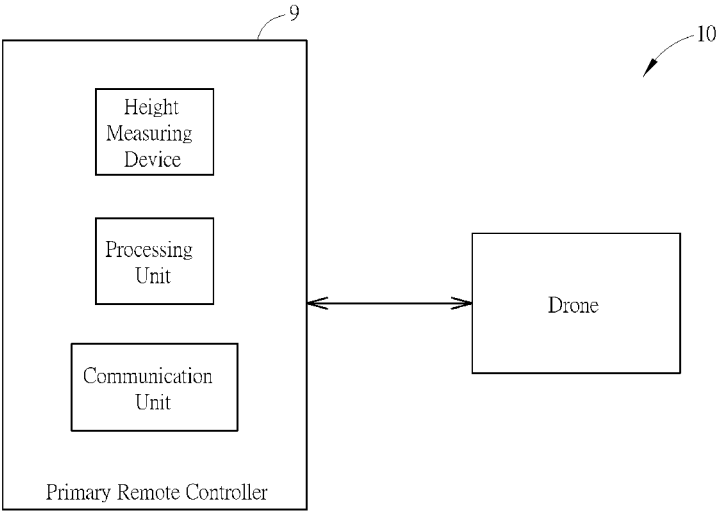 9
10
Height
Measuring
Device
Processing
Unit
Drone
Communication
Unit
Primary Remote Controller